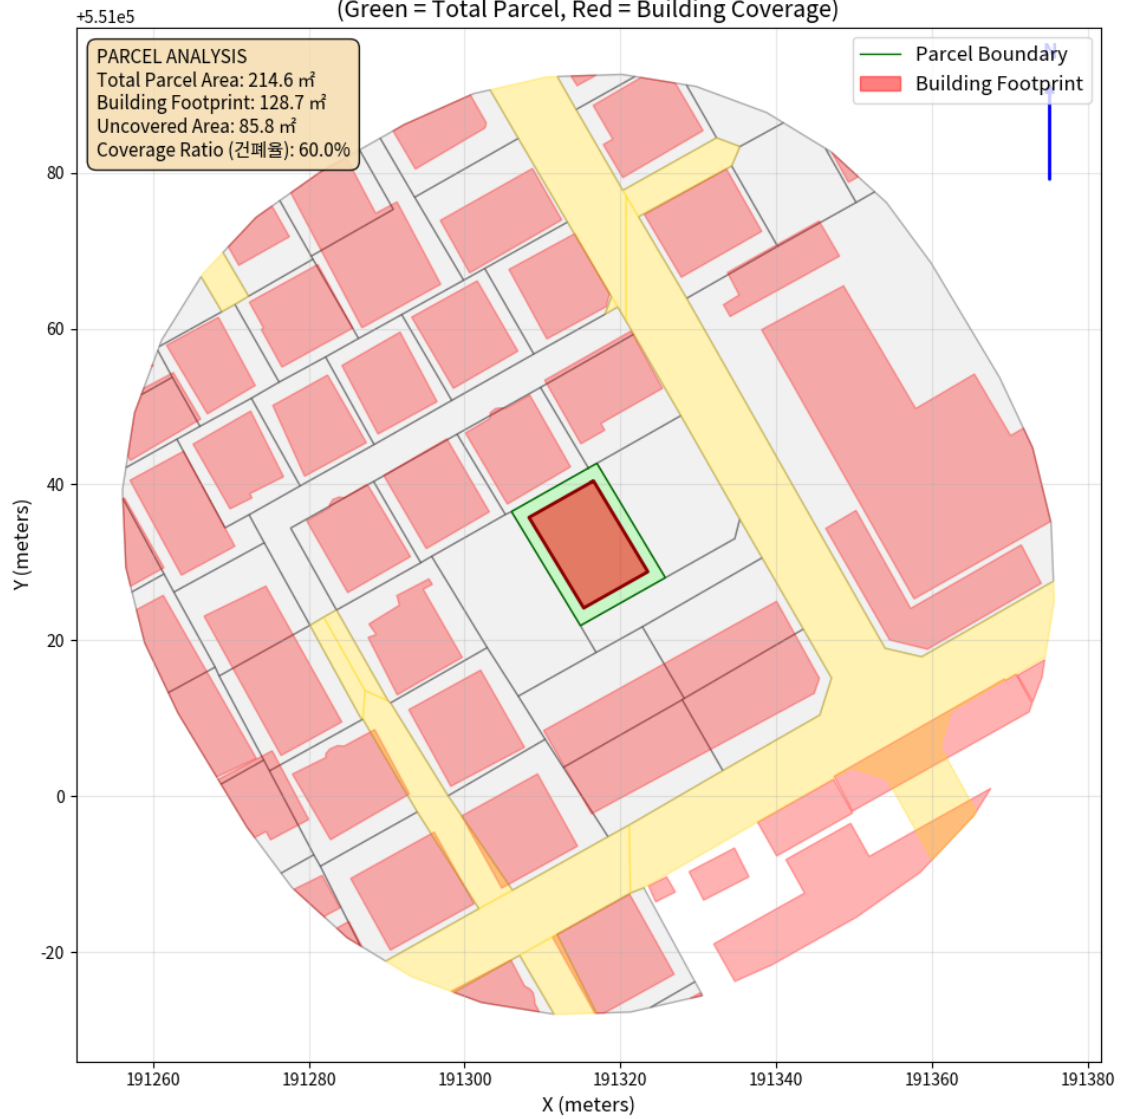 (Green = Total Parcel, Red = Building Coverage)
+5.51e5
PARCEL ANALYSIS
Total Parcel Area: 214.6 ㎡
Building Footprint: 128.7 ㎡
Uncovered Area: 85.8 ㎡
Coverage Ratio (건폐율): 60.0%
Parcel Boundary
Building Footprint
N
80
60
40
20
0
-20
Y (meters)
191260 191280 191300 191320 191340 191360 191380
X (meters)